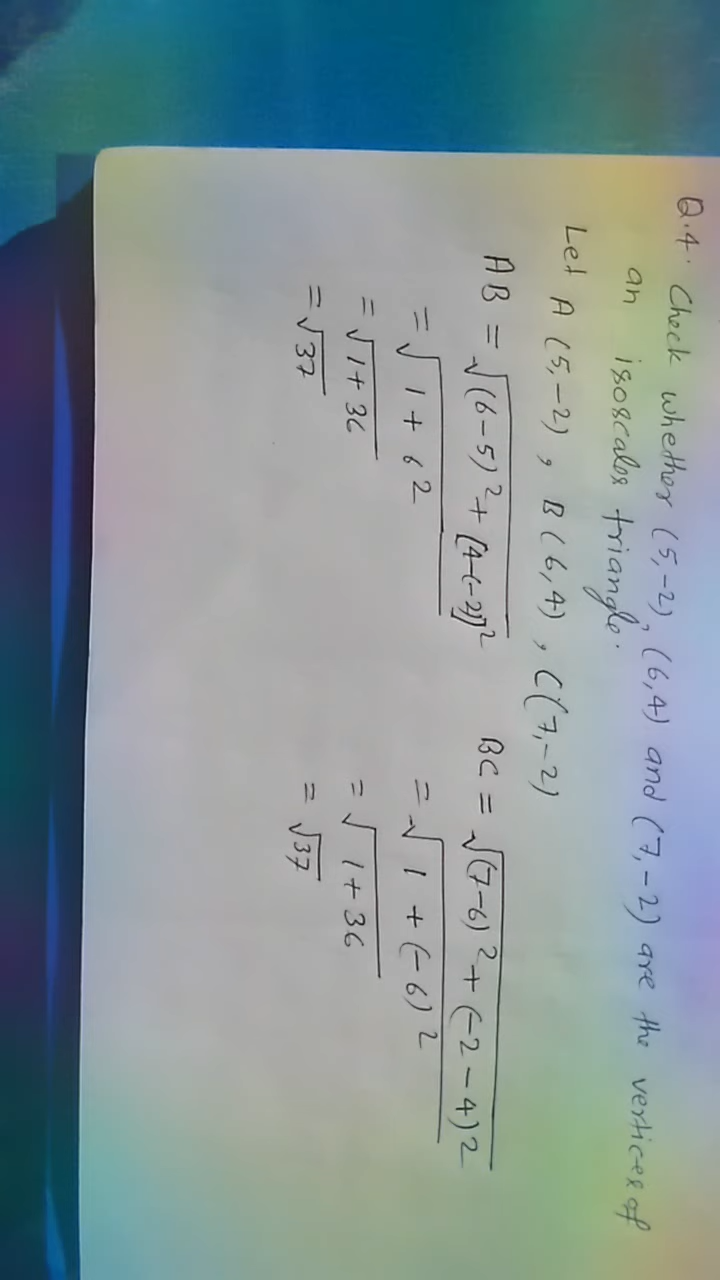 Q.4. Check whether (5,-2), (6,4) and (7,-2) are the vertices of
an isosceles triangle.
Let A (5,-2), B (6,4), C (7,-2)
AB = √(6-5)² + [4-(-2)]² BC = √(7-6)² + (-2-4)²
= √1 + 6² = √1 + (-6)²
= √1+36 = √1+36
= √37 = √37